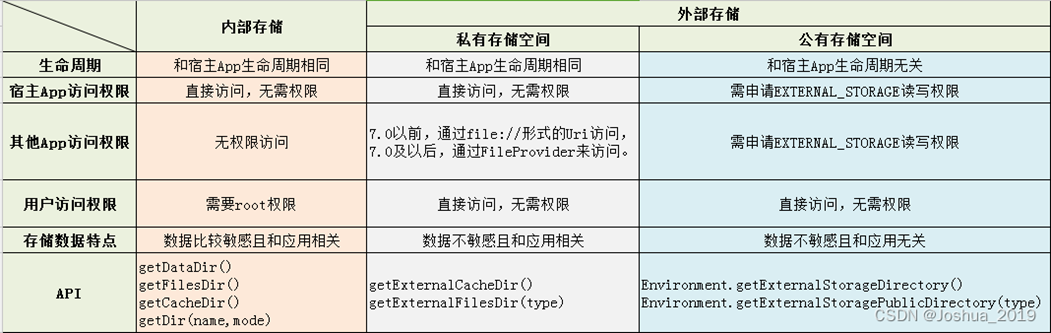 内部存储
外部存储
私有存储空间
公有存储空间
生命周期
和宿主App生命周期相同
和宿主App生命周期相同
和宿主App生命周期无关
宿主App访问权限
直接访问，无需权限
直接访问，无需权限
需申请EXTERNAL_STORAGE读写权限
其他App访问权限
无权限访问
7.0以前，通过file://形式的Uri访问，
7.0及以后，通过FileProvider来访问。
需申请EXTERNAL_STORAGE读写权限
用户访问权限
需要root权限
直接访问，无需权限
直接访问，无需权限
存储数据特点
数据比较敏感且和应用相关
数据不敏感且和应用相关
数据不敏感且和应用无关
API
getDataDir()
getFilesDir()
getCacheDir()
getDir(name,mode)
getExternalCacheDir()
getExternalFilesDir(type)
Environment.getExternalStorageDirectory()
Environment.getExternalStoragePublicDirectory(type)
CSDN @Joshua_2019